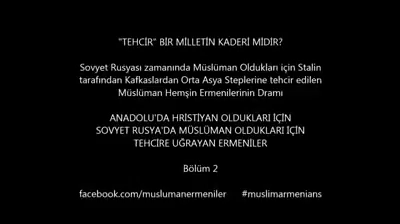 "TEHCİR" BİR MİLLETİN KADERİ MİDİR?
Sovyet Rusyası zamanında Müslüman Oldukları için Stalin
tarafından Kafkaslardan Orta Asya Steplerine tehcir edilen
Müslüman Hemşin Ermenilerinin Dramı
ANADOLU'DA HRİSTİYAN OLDUKLARI İÇİN
SOVYET RUSYA'DA MÜSLÜMAN OLDUKLARI İÇİN
TEHCİRE UĞRAYAN ERMENİLER
Bölüm 2
facebook.com/muslumanermeniler #muslimarmenians